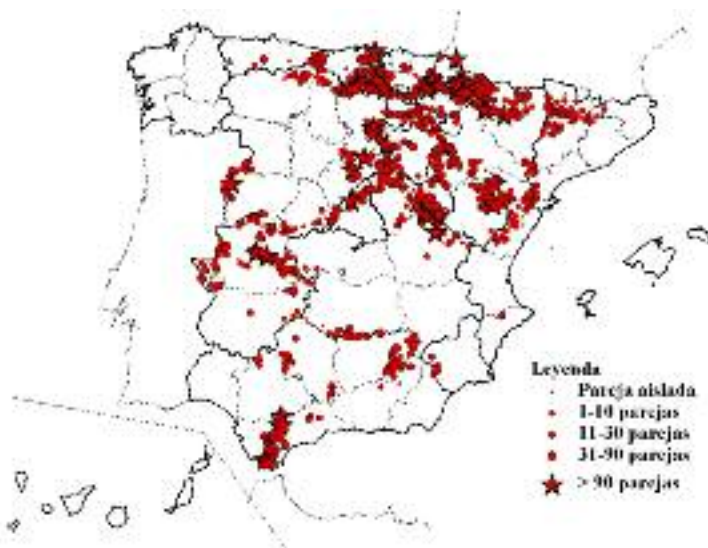 Leyenda
Pareja aislada
1-10 parejas
11-30 parejas
31-90 parejas
> 90 parejas